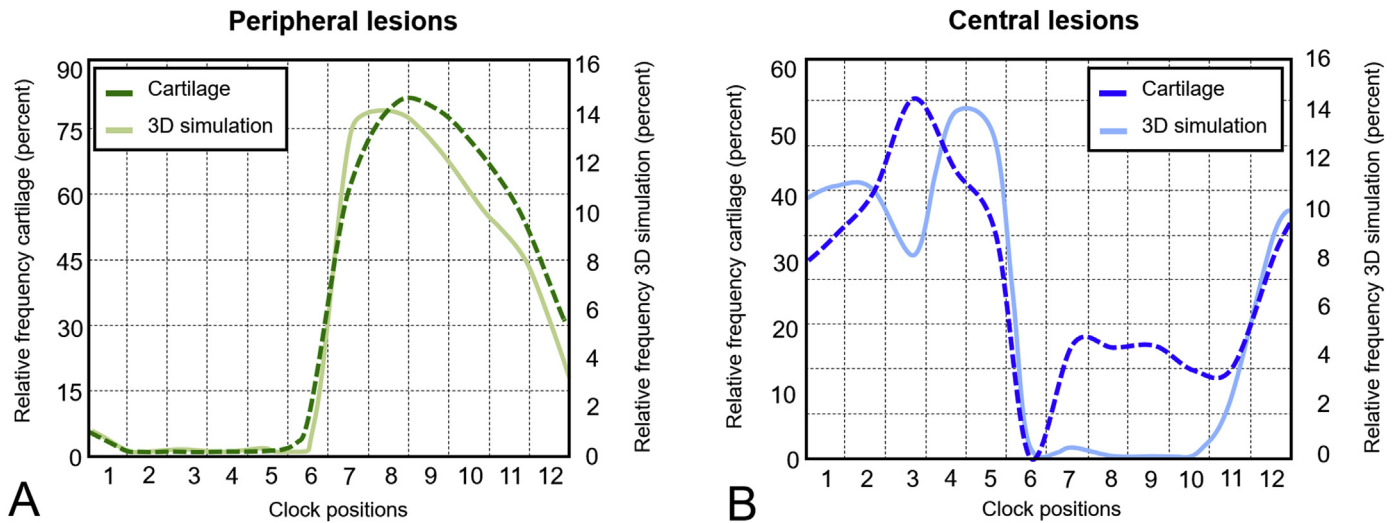 Peripheral lesions
Relative frequency cartilage (percent)
90
75
60
45
30
15
0
Cartilage
3D simulation
16
14
12
10
8
6
4
2
0
Relative frequency 3D simulation (percent)
1 2 3 4 5 6 7 8 9 10 11 12
Clock positions
A
Central lesions
Relative frequency cartilage (percent)
60
50
40
30
20
10
0
Cartilage
3D simulation
16
14
12
10
8
6
4
2
0
Relative frequency 3D simulation (percent)
1 2 3 4 5 6 7 8 9 10 11 12
Clock positions
B